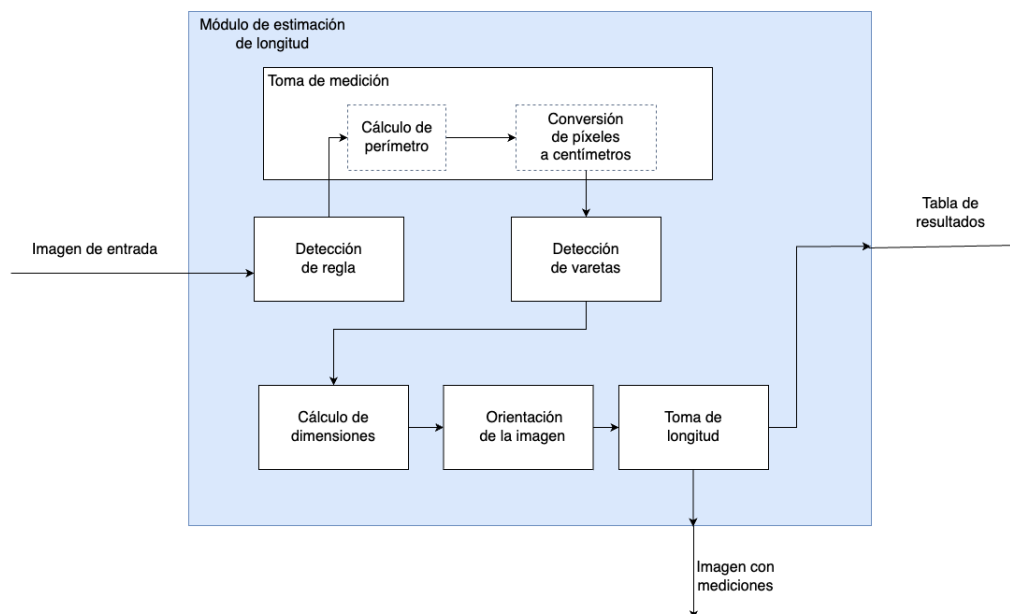 Módulo de estimación
de longitud
Toma de medición
Cálculo de
perímetro
Conversión
de píxeles
a centímetros
Tabla de
resultados
Imagen de entrada
Detección
de regla
Detección
de varetas
Cálculo de
dimensiones
Orientación
de la imagen
Toma de
longitud
Imagen con
mediciones